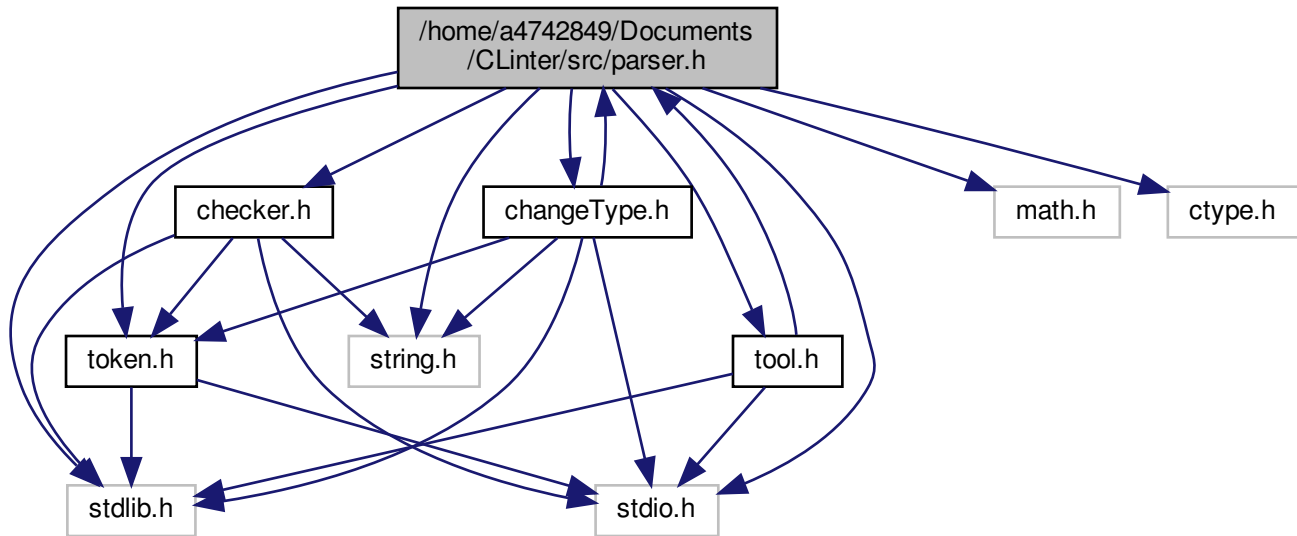 /home/a4742849/Documents
/CLinter/src/parser.h
checker.h
changeType.h
math.h
ctype.h
token.h
string.h
tool.h
stdlib.h
stdio.h